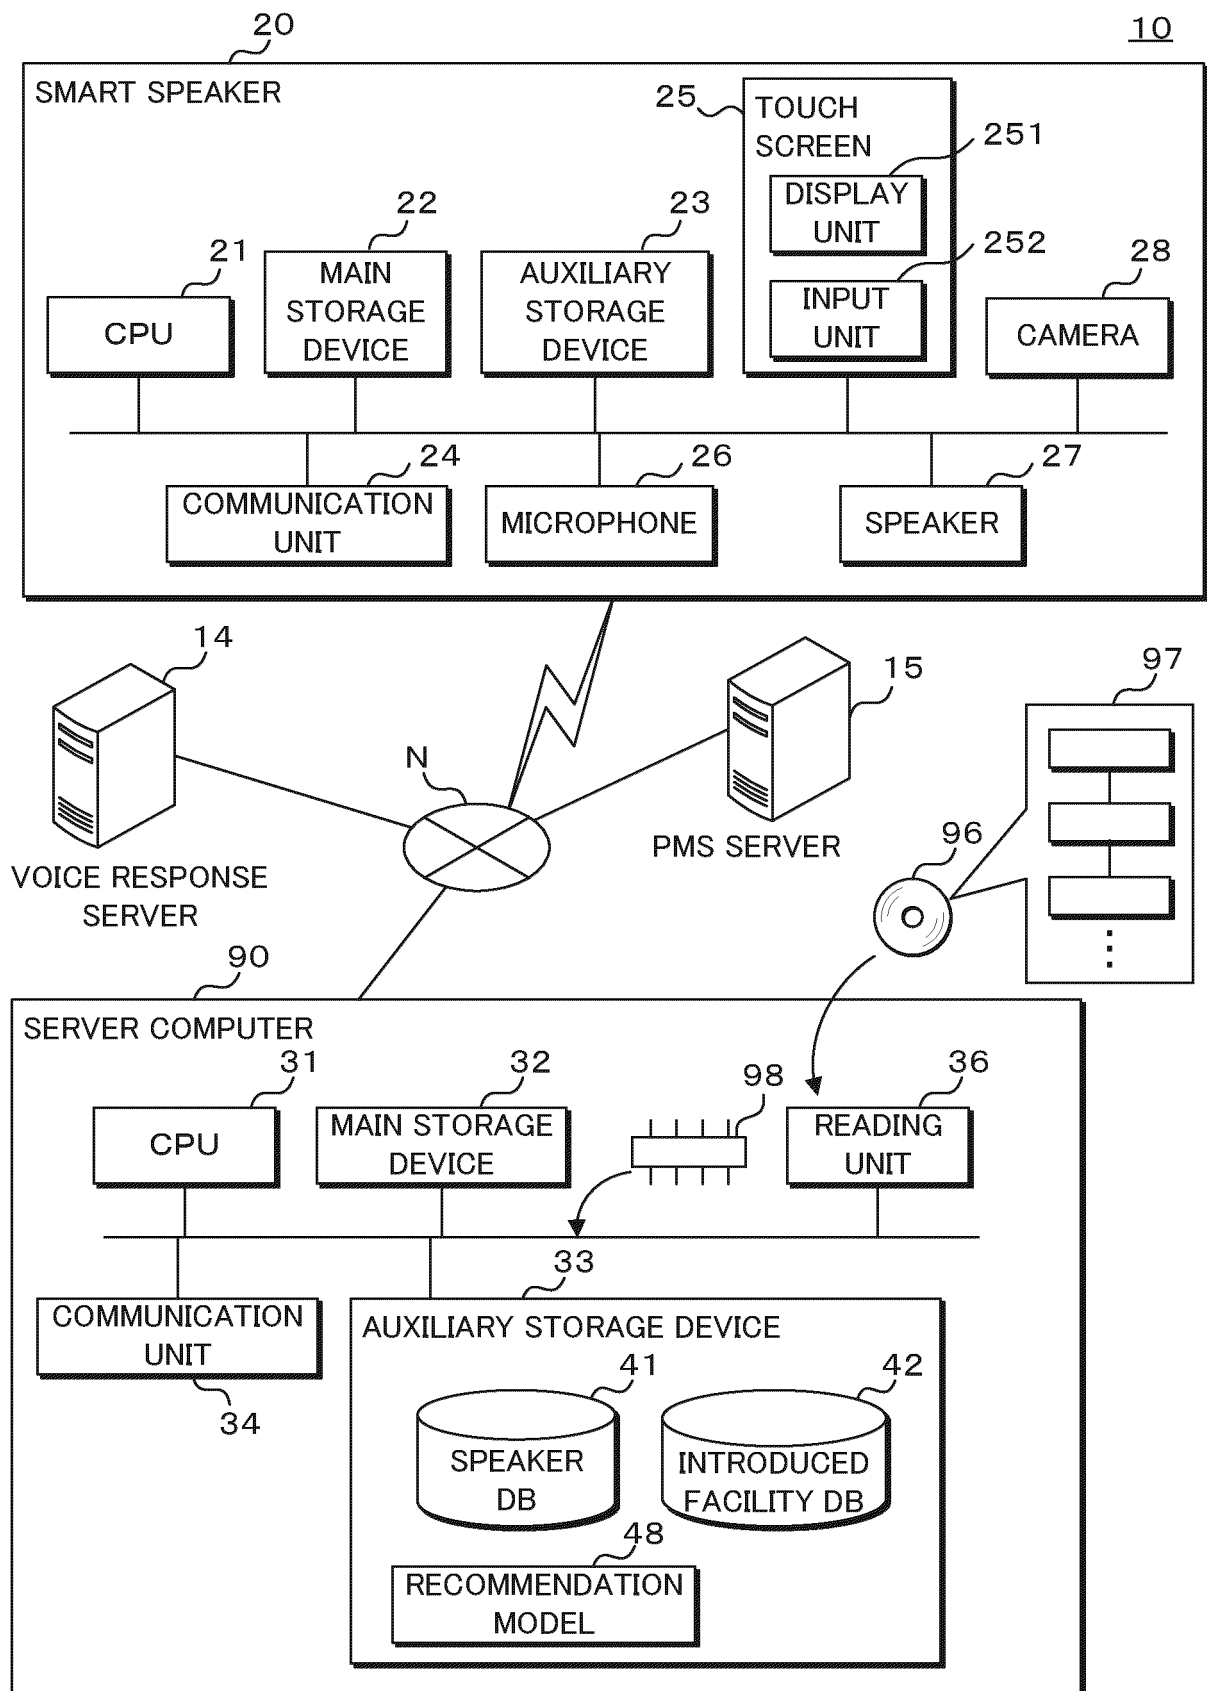 10
20
SMART SPEAKER
25
TOUCH
SCREEN
251
DISPLAY
UNIT
252
INPUT
UNIT
21
CPU
22
MAIN
STORAGE
DEVICE
23
AUXILIARY
STORAGE
DEVICE
28
CAMERA
24
COMMUNICATION
UNIT
26
MICROPHONE
27
SPEAKER
14
VOICE RESPONSE
SERVER
N
15
PMS SERVER
96
97
90
SERVER COMPUTER
31
CPU
32
MAIN STORAGE
DEVICE
98
36
READING
UNIT
COMMUNICATION
UNIT
34
33
AUXILIARY STORAGE DEVICE
41
SPEAKER
DB
42
INTRODUCED
FACILITY DB
48
RECOMMENDATION
MODEL